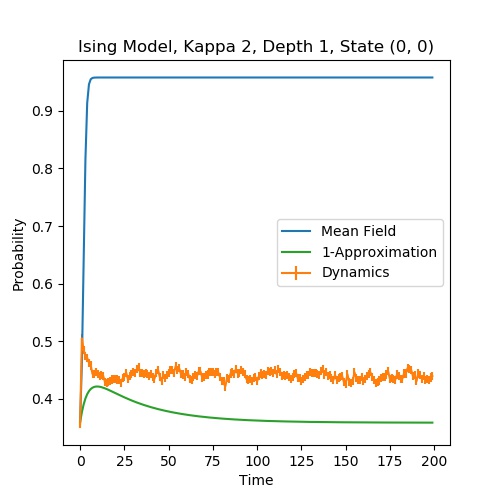 Ising Model, Kappa 2, Depth 1, State (0, 0)
Probability
0.9
0.8
0.7
0.6
0.5
0.4
Mean Field
1-Approximation
Dynamics
0 25 50 75 100 125 150 175 200
Time